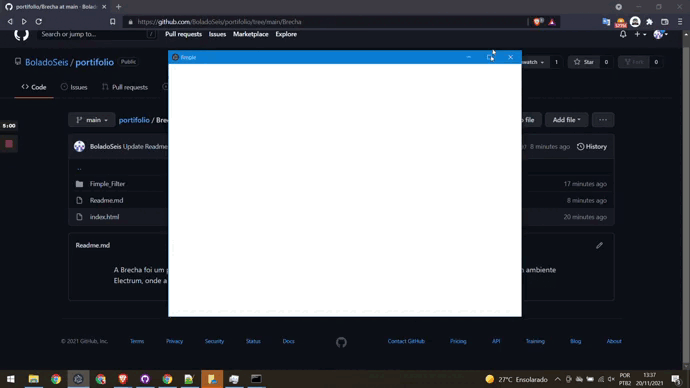 portifolio/Brecha at main · Bolado
https://github.com/BoladoSeis/portifolio/tree/main/Brecha
Search or jump to...
/
Pull requests
Issues
Marketplace
Explore
BoladoSeis / portifolio
Public
1
Star
0
Fork
0
Code
Issues
Pull requests
Fimple
5:00
main
portifolio / Bre
file
Add file
BoladoSeis Update Readme
8 minutes ago
History
..
Fimple_Filter
17 minutes ago
Readme.md
8 minutes ago
index.html
20 minutes ago
Readme.md
A Brecha foi um
ambiente
Electrum, onde a
© 2021 GitHub, Inc.
Terms
Privacy
Security
Status
Docs
Contact GitHub
Pricing
API
Training
Blog
About
27°C Ensolarado
POR
PTB2
13:37
20/11/2021